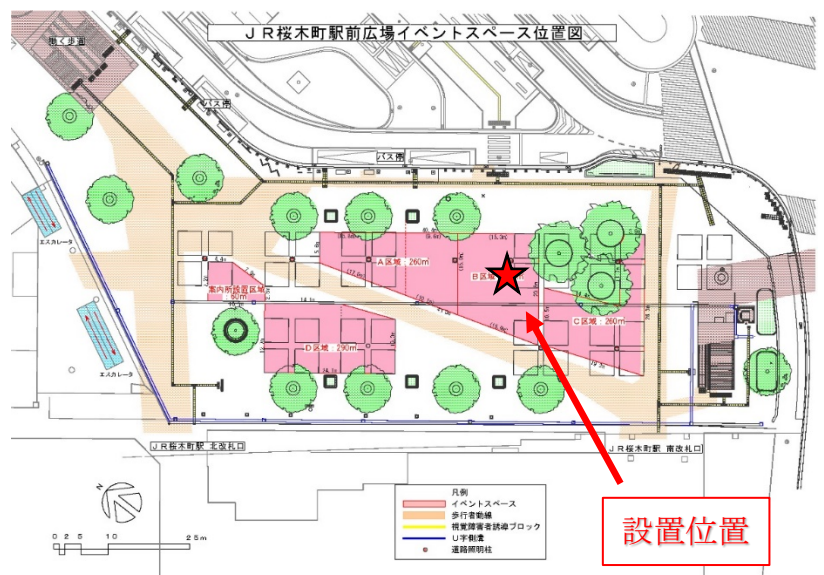 JR桜木町駅前広場イベントスペース位置図
動く歩道
バス停
バス停
エスカレータ
エスカレータ
A区域：260㎡
B区域
案内所設置区域
60㎡
C区域：260㎡
D区域：290㎡
JR桜木町駅 北改札口
JR桜木町駅 南改札口
凡例
イベントスペース
歩行者動線
視覚障害者誘導ブロック
U字側溝
道路照明柱
N
0 2 5 10 25m
設置位置